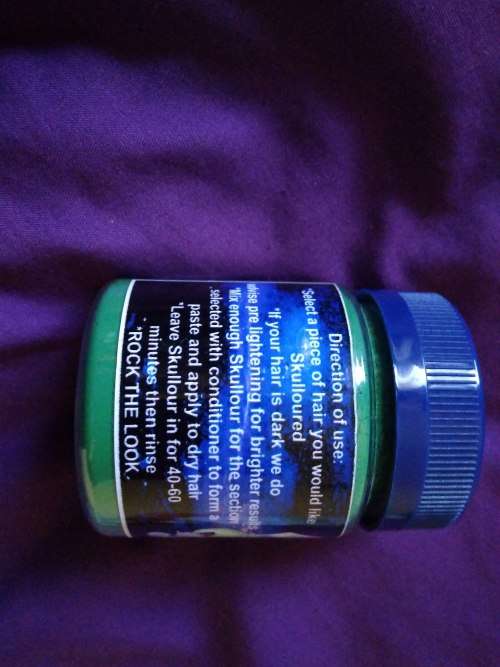 Direction of use:
*Select a piece of hair you would like
Skulloured
*If your hair is dark we do
pre lightening for brighter results
*Mix enough Skullour for the section
selected with conditioner to form a
paste and apply to dry hair
*Leave Skullour in for 40-60
minutes then rinse
*ROCK THE LOOK.